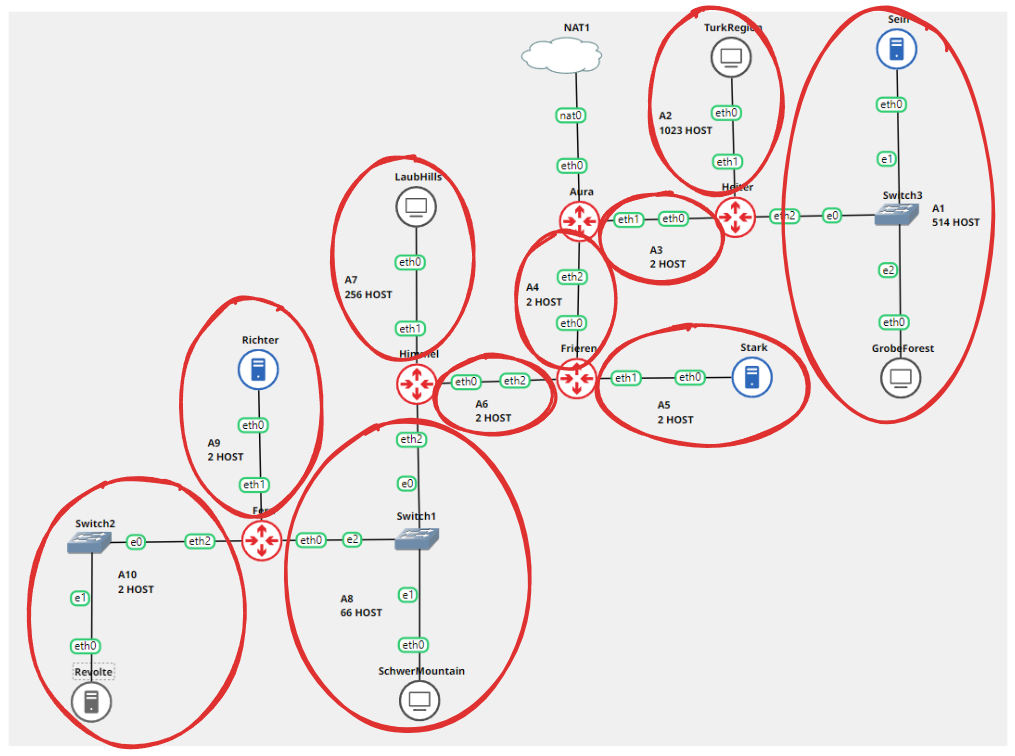 NAT1
TurkRegion
Sein
eth0
eth0
nat0
A2
1023 HOST
e1
eth0
eth1
LaubHills
Aura
Heiter
Switch3
eth1
eth0
eth2
e0
A1
514 HOST
A3
2 HOST
eth0
e2
A7
256 HOST
A4
2 HOST
eth2
eth1
eth0
eth0
Richter
Himmel
Frieren
Stark
GrobeForest
eth0
eth2
eth1
eth0
A6
2 HOST
A5
2 HOST
eth0
A9
2 HOST
eth2
eth1
e0
Switch2
Switch1
e0
eth2
eth0
e2
A10
2 HOST
e1
A8
66 HOST
e1
eth0
eth0
Revolte
SchwerMountain